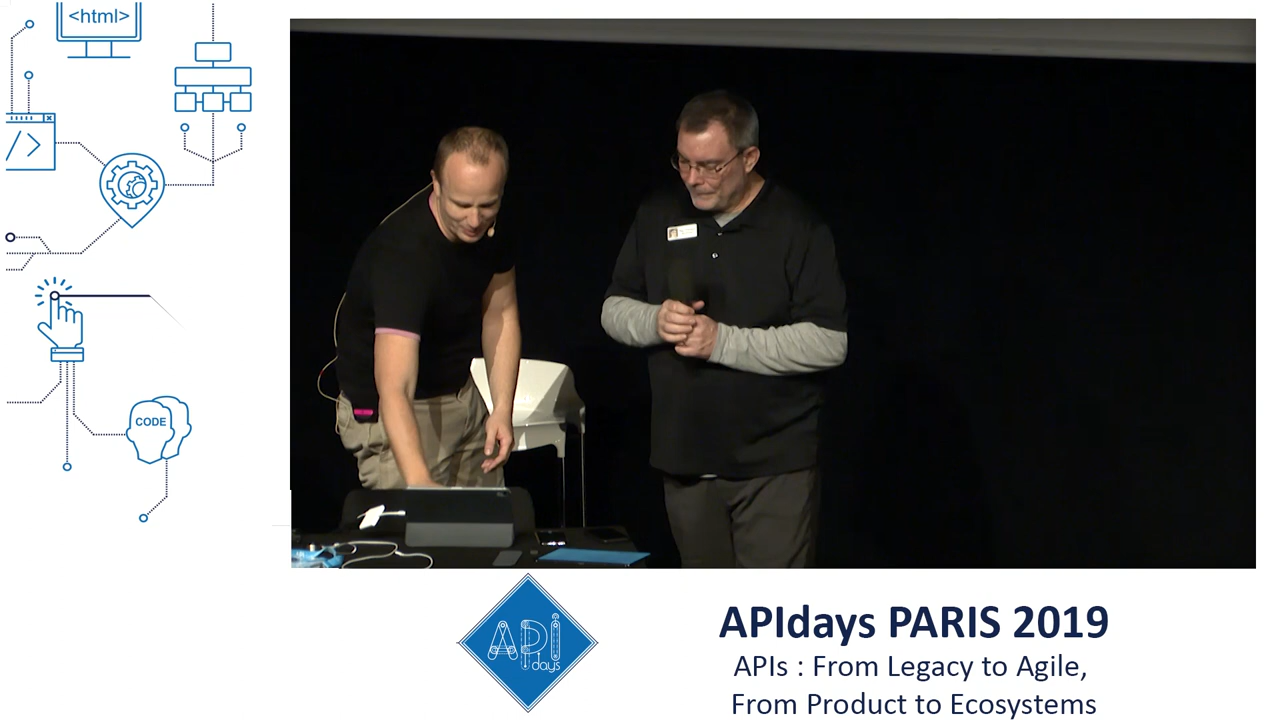 <html>
</>
CODE
API
days
APIdays PARIS 2019
APIs : From Legacy to Agile,
From Product to Ecosystems